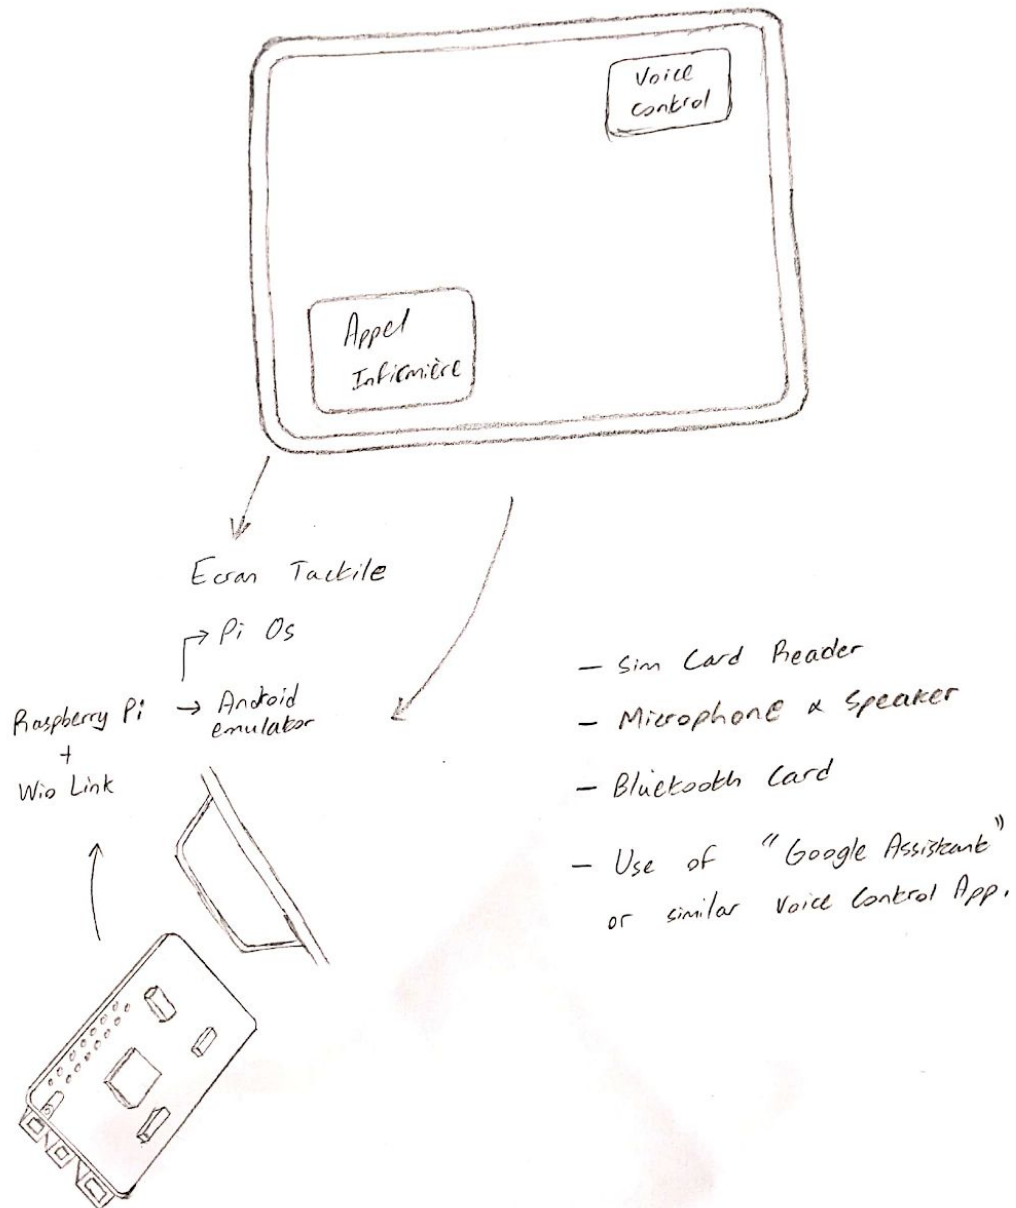 Voice
Control
Appel
Infirmière
Ecran Tactile
Pi Os
Raspberry Pi
+
Wio Link
Android
emulator
- Sim Card Reader
- Microphone & Speaker
- Bluetooth Card
- Use of "Google Assistant"
or similar Voice Control App.